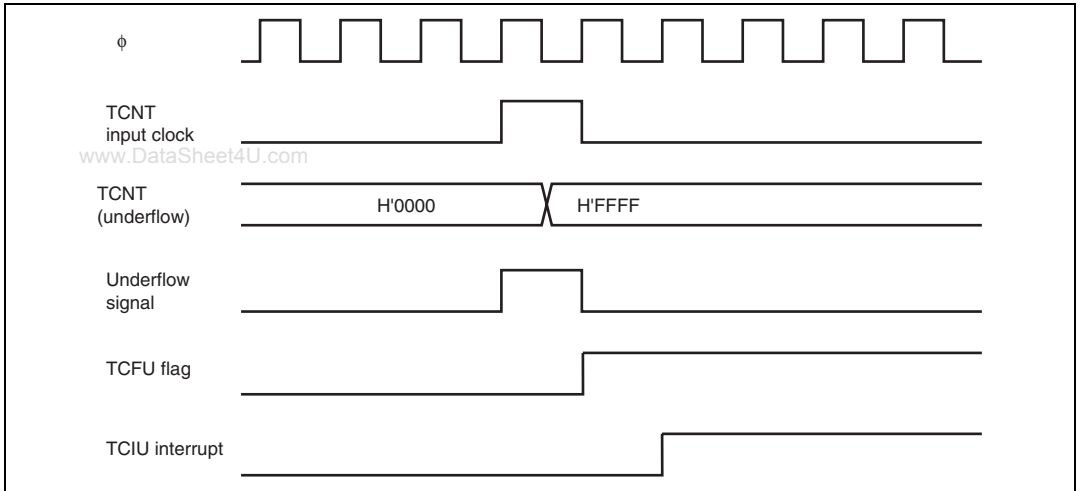 ϕ
TCNT
input clock
www.DataSheet4U.com
TCNT
(underflow)
H'0000
H'FFFF
Underflow
signal
TCFU flag
TCIU interrupt